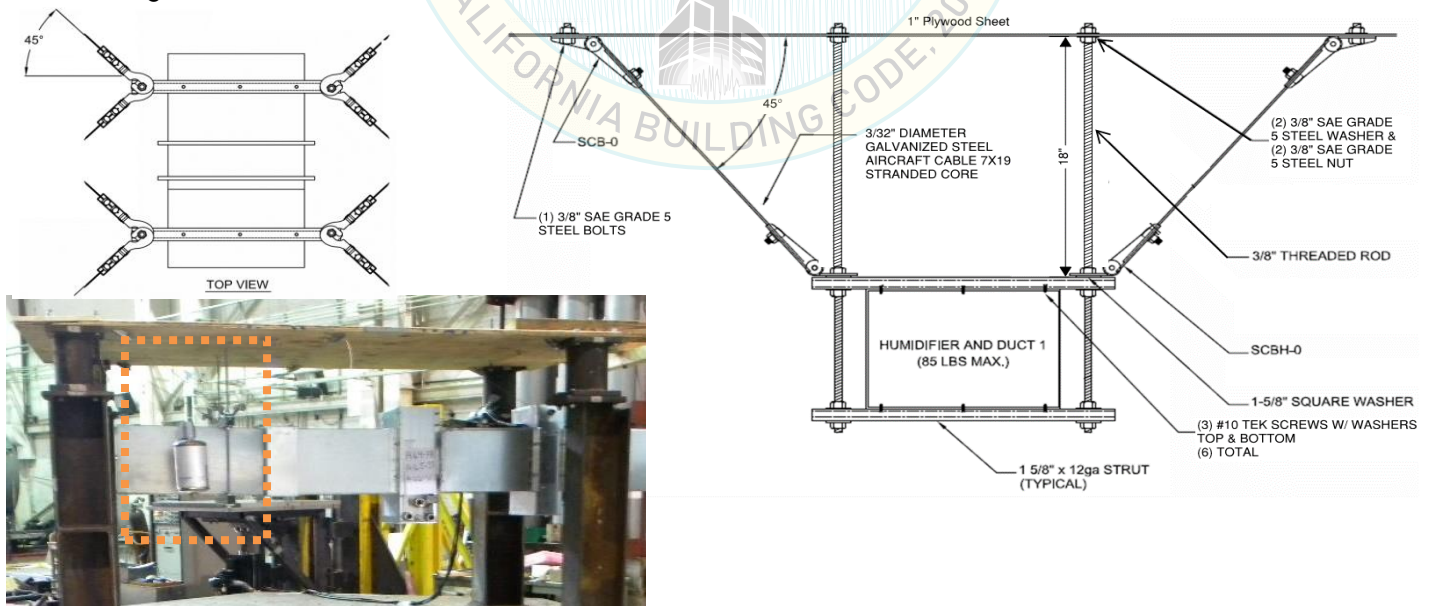 45°
TOP VIEW
CALIFORNIA BUILDING CODE, 20
1" Plywood Sheet
45°
SCB-0
3/32" DIAMETER
GALVANIZED STEEL
AIRCRAFT CABLE 7X19
STRANDED CORE
18"
(2) 3/8" SAE GRADE
5 STEEL WASHER &
(2) 3/8" SAE GRADE
5 STEEL NUT
(1) 3/8" SAE GRADE 5
STEEL BOLTS
3/8" THREADED ROD
HUMIDIFIER AND DUCT 1
(85 LBS MAX.)
SCBH-0
1-5/8" SQUARE WASHER
(3) #10 TEK SCREWS W/ WASHERS
TOP & BOTTOM
(6) TOTAL
1 5/8" x 12ga STRUT
(TYPICAL)